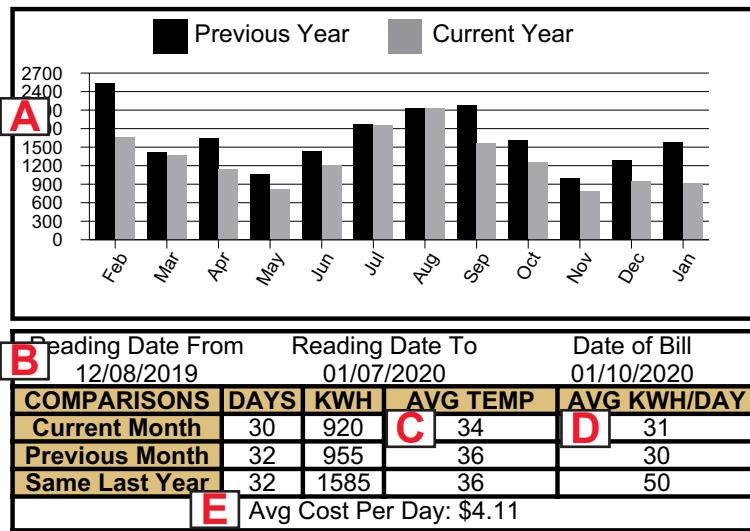 Previous Year Current Year
2700
2400
A
1500
1200
900
600
300
0
Feb Mar Apr May Jun Jul Aug Sep Oct Nov Dec Jan
B
Reading Date From Reading Date To Date of Bill
12/08/2019 01/07/2020 01/10/2020
COMPARISONS DAYS KWH AVG TEMP AVG KWH/DAY
Current Month 30 920 C 34 D 31
Previous Month 32 955 36 30
Same Last Year 32 1585 36 50
E Avg Cost Per Day: $4.11